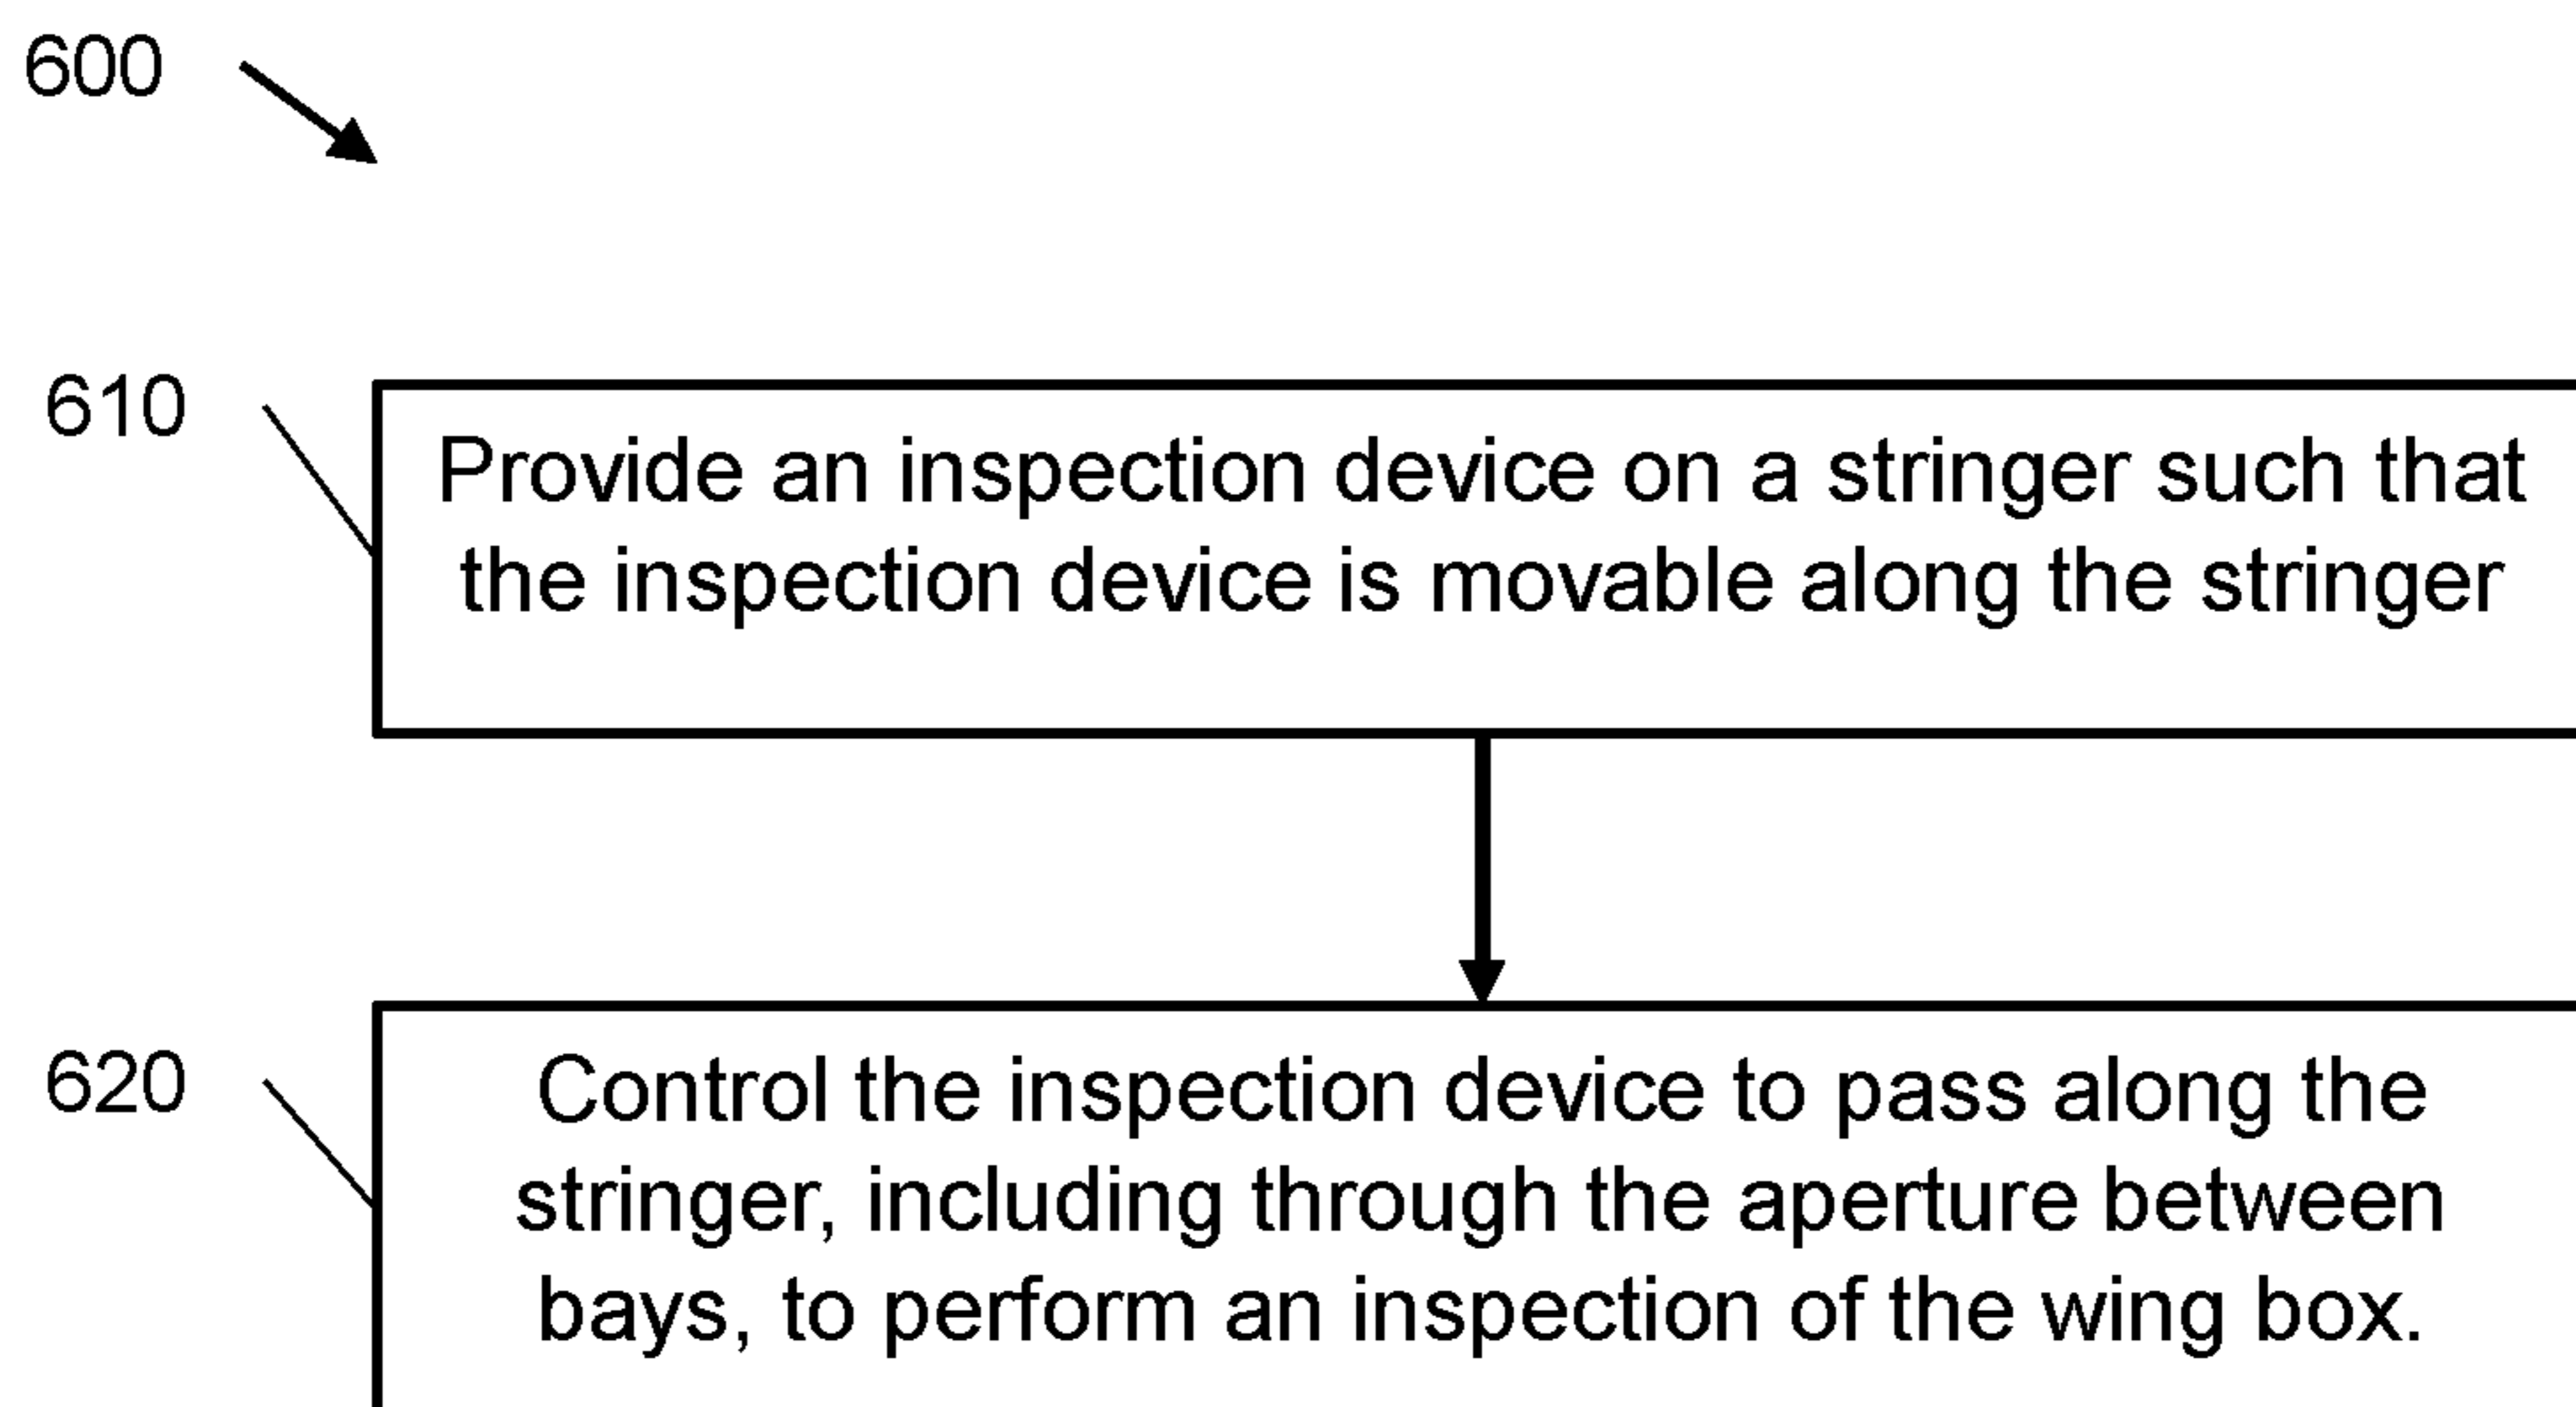 600
610
Provide an inspection device on a stringer such that
the inspection device is movable along the stringer
620
Control the inspection device to pass along the
stringer, including through the aperture between
bays, to perform an inspection of the wing box.